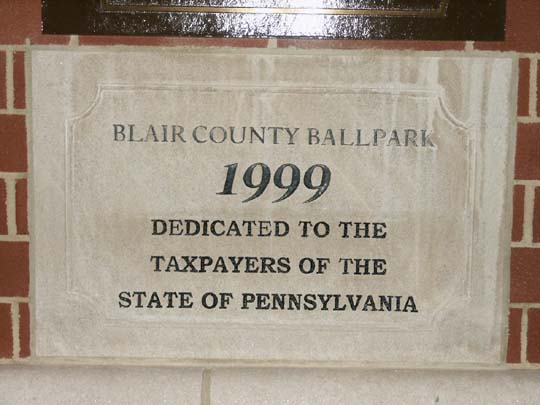 BLAIR COUNTY BALLPARK
1999
DEDICATED TO THE
TAXPAYERS OF THE
STATE OF PENNSYLVANIA